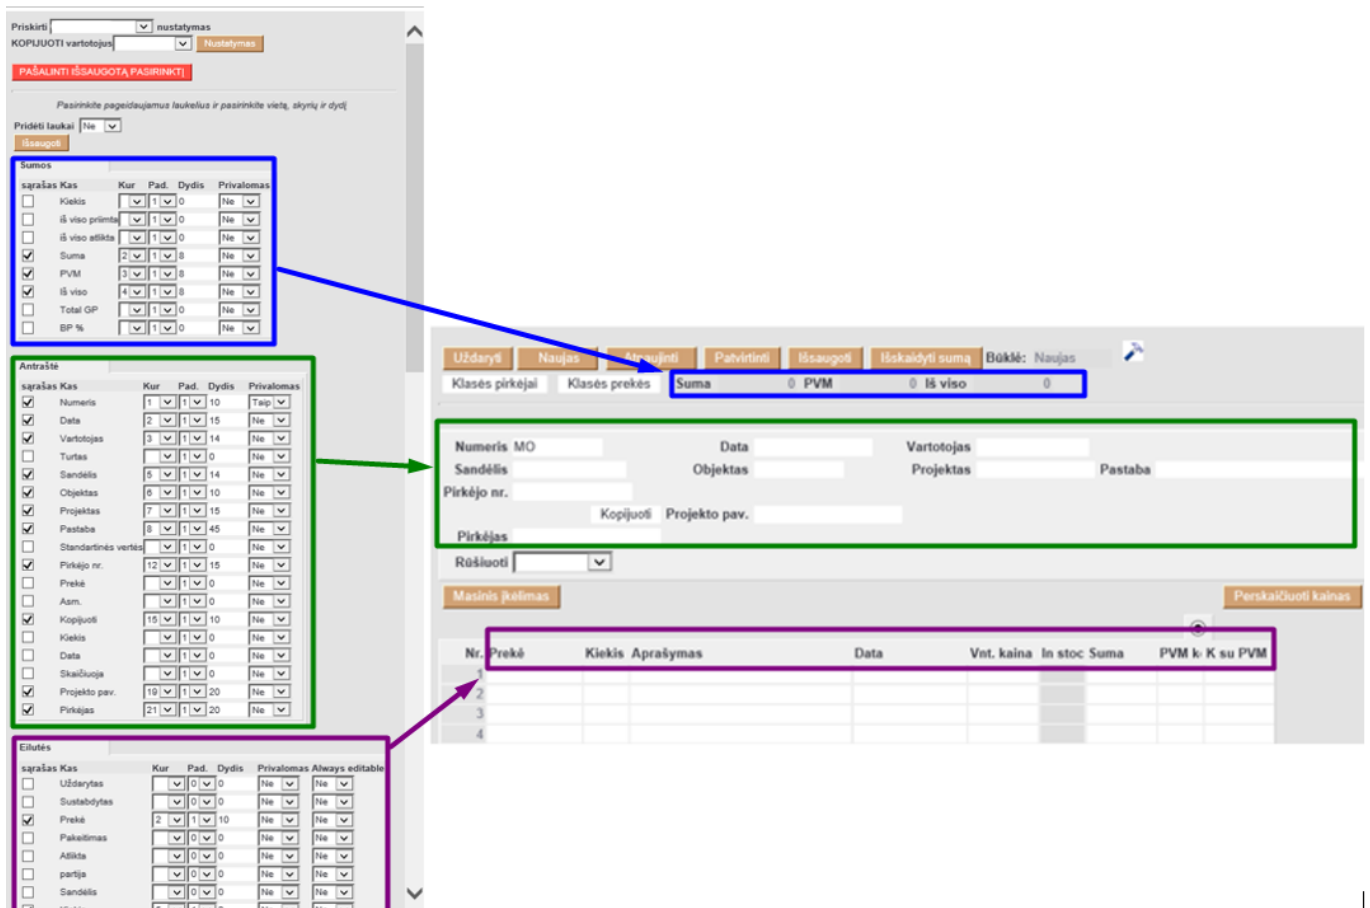 Priskirti nustatymas
KOPIJUOTI vartotojus Nustatymas
PAŠALINTI IŠSAUGOTĄ PASIRINKTĮ
Pasirinkite pageidaujamus laukelius ir pasirinkite vietą, skyrių ir dydį
Pridėti laukai Ne
Išsaugoti
Sumos
sąrašas Kas Kur Pad. Dydis Privalomas
Kiekis 1 0 Ne
iš viso priimta 1 0 Ne
iš viso atlikta 1 0 Ne
Suma 2 1 8 Ne
PVM 3 1 8 Ne
Iš viso 4 1 8 Ne
Total GP 1 0 Ne
BP % 1 0 Ne
Antraštė
sąrašas Kas Kur Pad. Dydis Privalomas
Numeris 1 1 10 Taip
Data 2 1 15 Ne
Vartotojas 3 1 14 Ne
Turtas 1 0 Ne
Sandėlis 5 1 14 Ne
Objektas 6 1 10 Ne
Projektas 7 1 15 Ne
Pastaba 8 1 45 Ne
Standartinės vertės 1 0 Ne
Pirkėjo nr. 12 1 15 Ne
Prekė 1 0 Ne
Asm. 1 0 Ne
Kopijuoti 15 1 10 Ne
Kiekis 1 0 Ne
Data 1 0 Ne
Skaičiuoja 1 0 Ne
Projekto pav. 19 1 20 Ne
Pirkėjas 21 1 20 Ne
Eilutės
sąrašas Kas Kur Pad. Dydis Privalomas Always editable
Uždarytas 0 0 Ne Ne
Sustabdytas 0 0 Ne Ne
Prekė 2 1 10 Ne Ne
Pakeitimas 0 0 Ne Ne
Atlikta 0 0 Ne Ne
partija 0 0 Ne Ne
Sandėlis 0 0 Ne Ne
Uždaryti Naujas Atnaujinti Patvirtinti Išsaugoti Išskaidyti sumą Būklė: Naujas
Klasės pirkėjai Klasės prekės Suma 0 PVM 0 Iš viso 0
Numeris MO Data Vartotojas
Sandėlis Objektas Projektas Pastaba
Pirkėjo nr.
Kopijuoti Projekto pav.
Pirkėjas
Rūšiuoti
Masinis įkėlimas Perskaičiuoti kainas
Nr. Prekė Kiekis Aprašymas Data Vnt. kaina In stoc Suma PVM k K su PVM
1
2
3
4